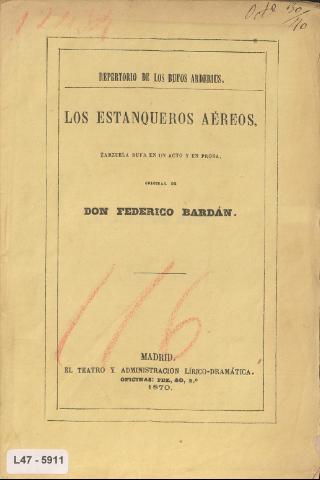 REPERTORIO DE LOS BUFOS ARDERIUS.
LOS ESTANQUEROS AÉREOS,
ZARZUELA BUFA EN UN ACTO Y EN PROSA,
ORIGINAL DE
DON FEDERICO BARDÁN.
116
MADRID.
EL TEATRO Y ADMINISTRACION LÍRICO-DRAMÁTICA.
OFICINAS: PEZ, 40, 2.º
1870.
L47 - 5911